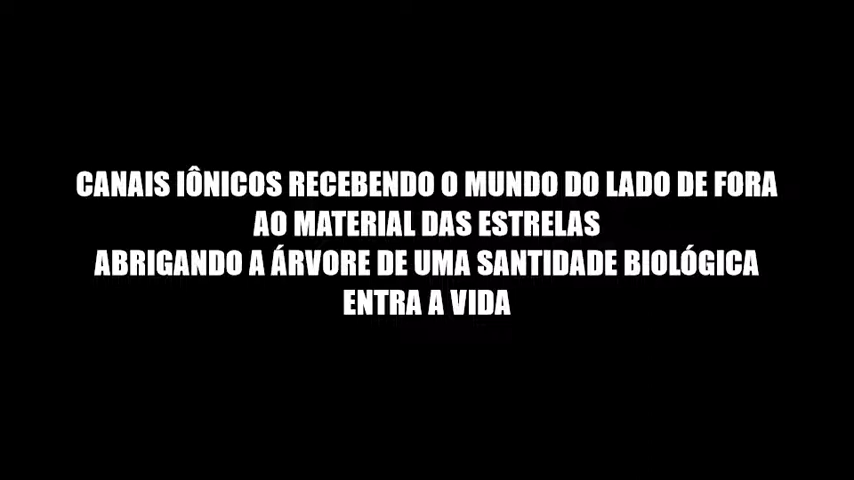 CANAIS IÔNICOS RECEBENDO O MUNDO DO LADO DE FORA
AO MATERIAL DAS ESTRELAS
ABRIGANDO A ÁRVORE DE UMA SANTIDADE BIOLÓGICA
ENTRA A VIDA